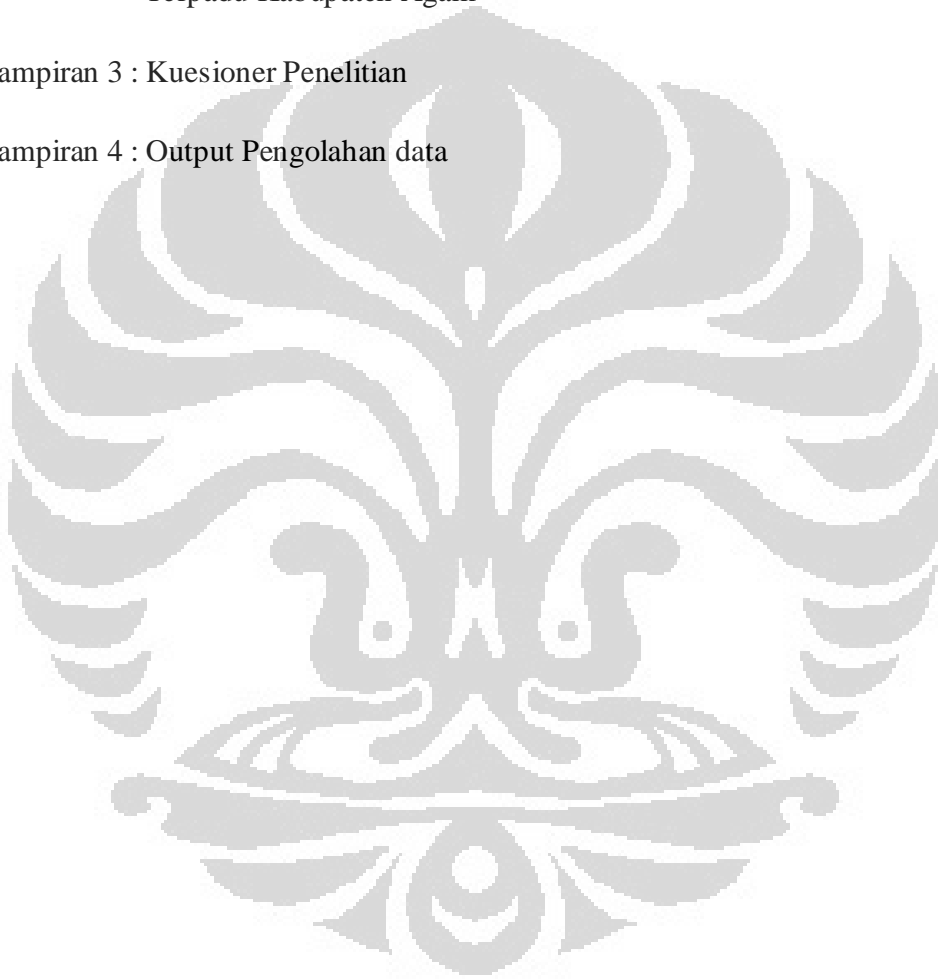 Terpadu Kabupaten Agam
ampiran 3 : Kuesioner Penelitian
ampiran 4 : Output Pengolahan data